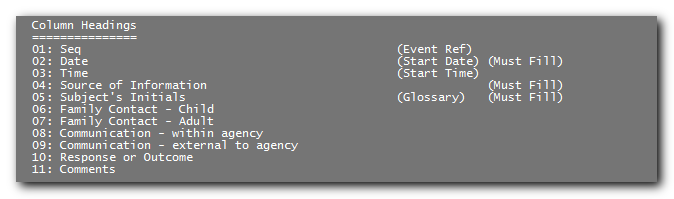 Column Headings
===============
01: Seq (Event Ref)
02: Date (Start Date) (Must Fill)
03: Time (Start Time)
04: Source of Information (Must Fill)
05: Subject's Initials (Glossary) (Must Fill)
06: Family Contact - Child
07: Family Contact - Adult
08: Communication - within agency
09: Communication - external to agency
10: Response or Outcome
11: Comments